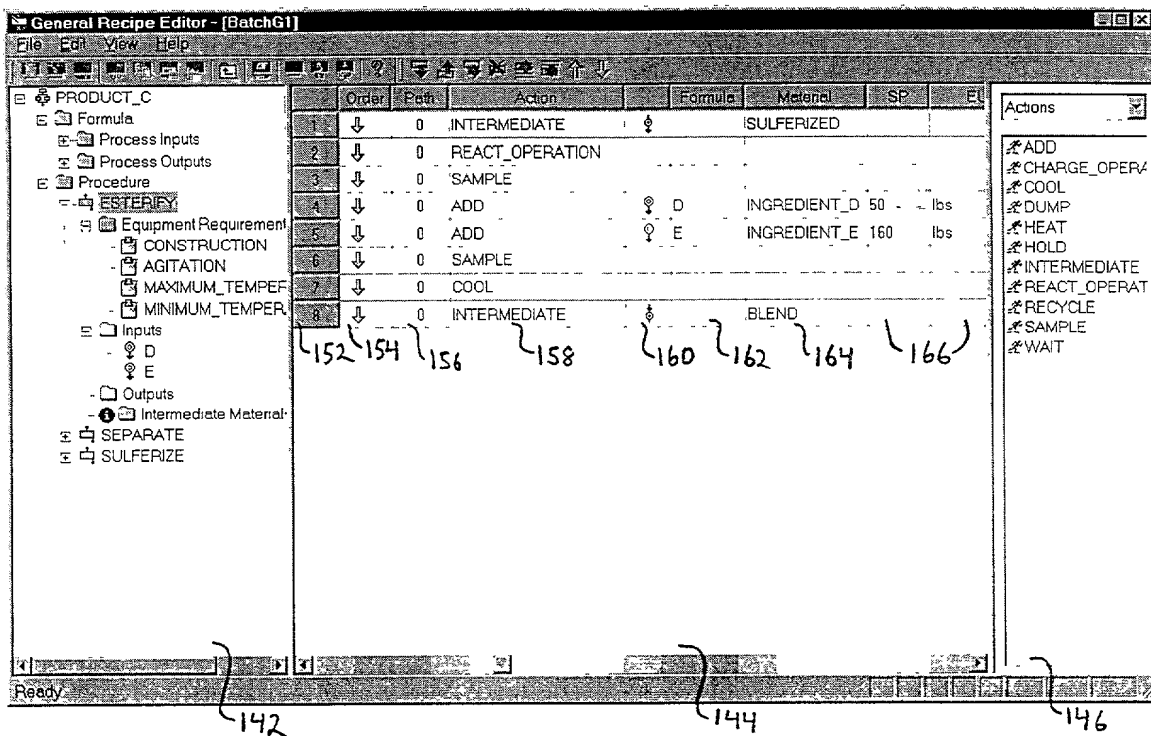 General Recipe Editor - [BatchG1]
File Edit View Help
PRODUCT_C
Formula
Process Inputs
Process Outputs
Procedure
ESTERIFY
Equipment Requirement
CONSTRUCTION
AGITATION
MAXIMUM_TEMPEF
MINIMUM_TEMPER
Inputs
D
E
Outputs
Intermediate Material
SEPARATE
SULFERIZE
Order Path Action Formula Material SP EU
1 0 INTERMEDIATE SULFERIZED
2 0 REACT_OPERATION
3 0 SAMPLE
4 0 ADD D INGREDIENT_D 50 lbs
5 0 ADD E INGREDIENT_E 160 lbs
6 0 SAMPLE
7 0 COOL
8 0 INTERMEDIATE BLEND
152 154 156 158 160 162 164 166
Actions
ADD
CHARGE_OPERA
COOL
DUMP
HEAT
HOLD
INTERMEDIATE
REACT_OPERAT
RECYCLE
SAMPLE
WAIT
Ready
142 144 146